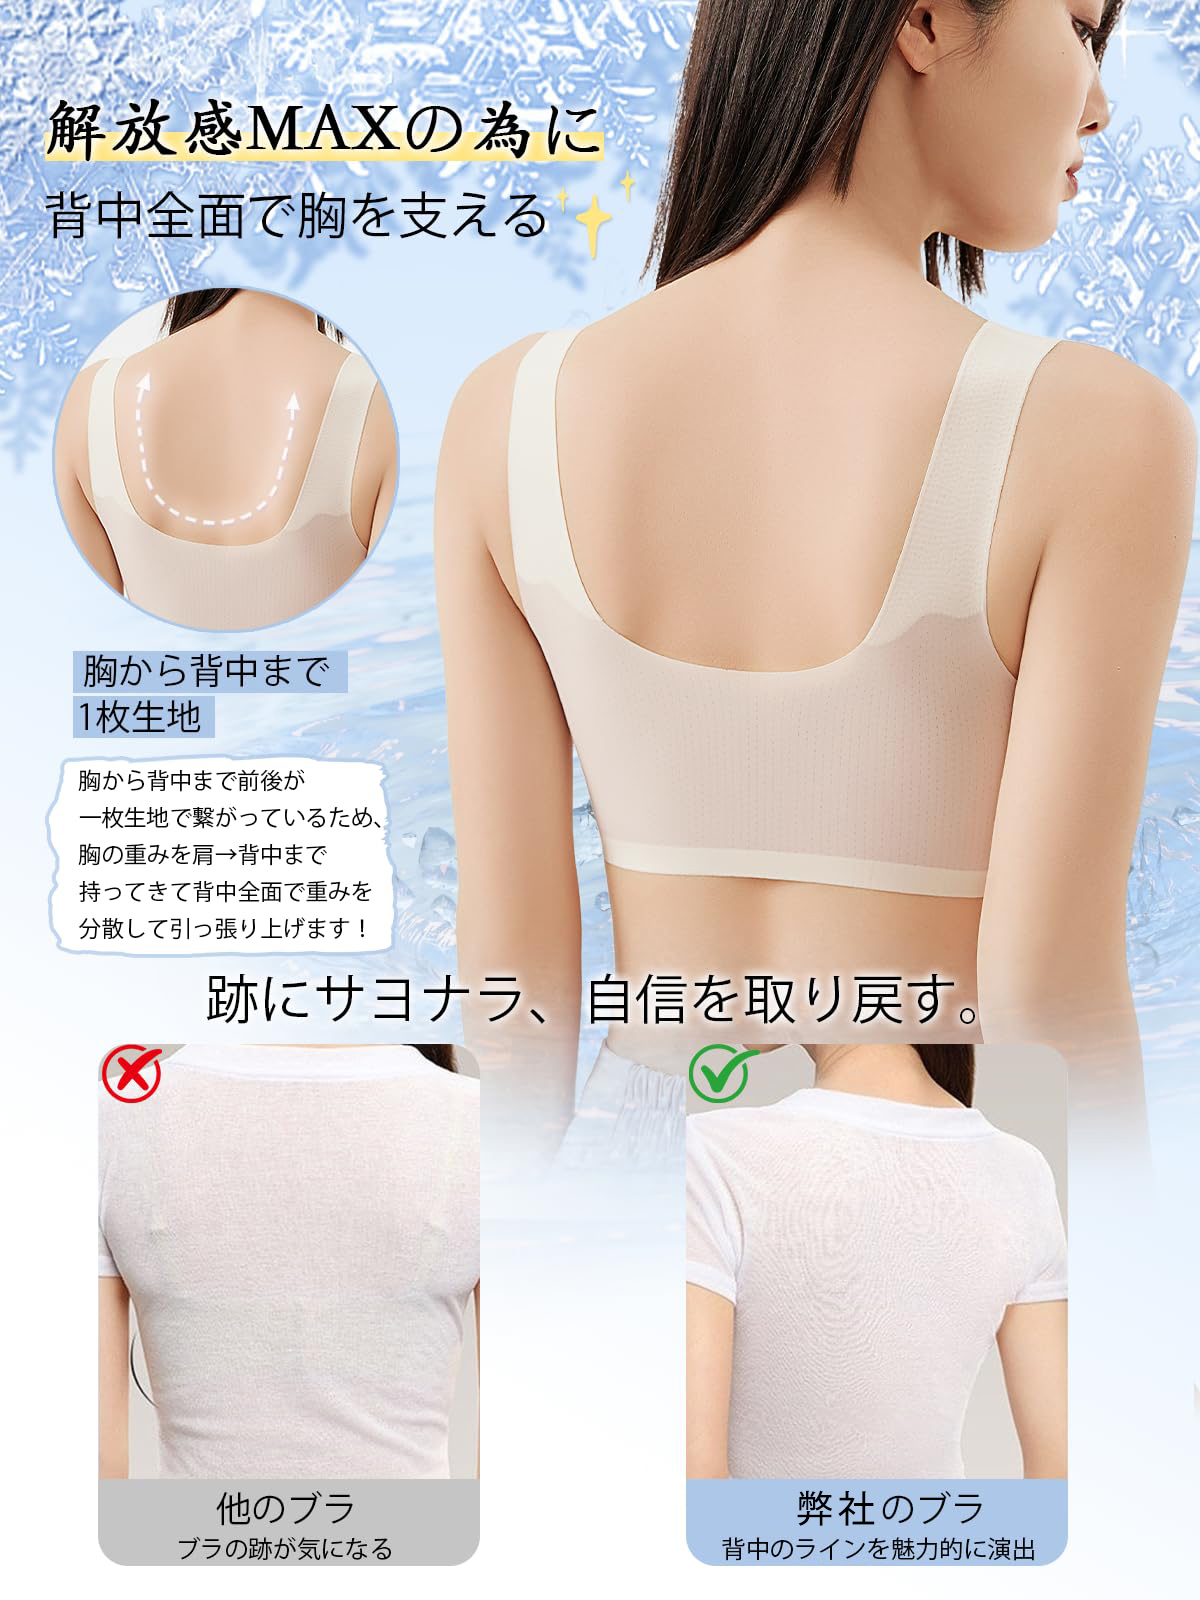 解放感MAXの為に
背中全面で胸を支える
胸から背中まで
1枚生地
胸から背中まで前後が
一枚生地で繋がっているため、
胸の重みを肩→背中まで
持ってきて背中全面で重みを
分散して引っ張り上げます！
跡にサヨナラ、自信を取り戻す。
他のブラ
ブラの跡が気になる
弊社のブラ
背中のラインを魅力的に演出